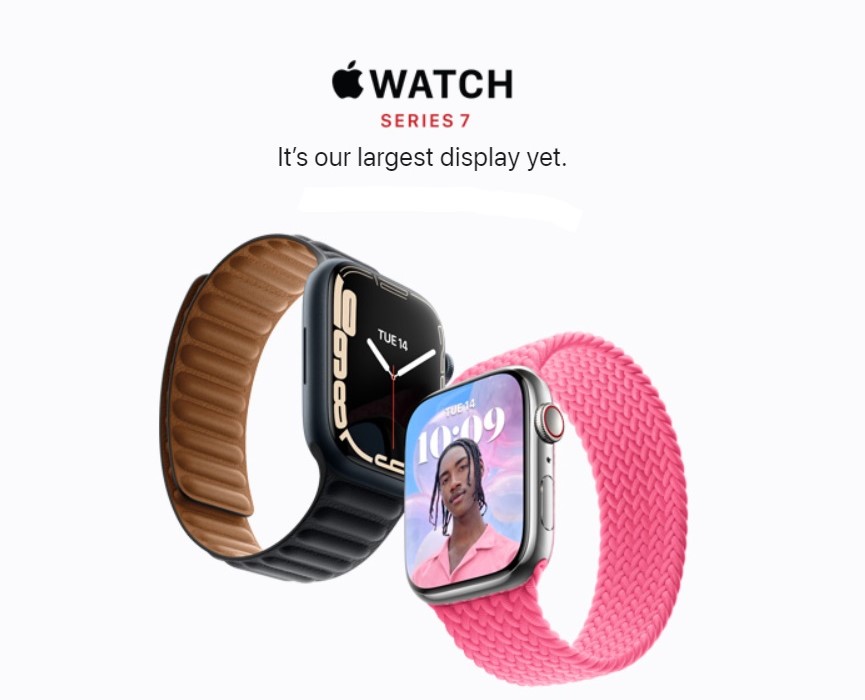 WATCH
SERIES 7
It’s our largest display yet.
TUE 14
TUE 14
10:09